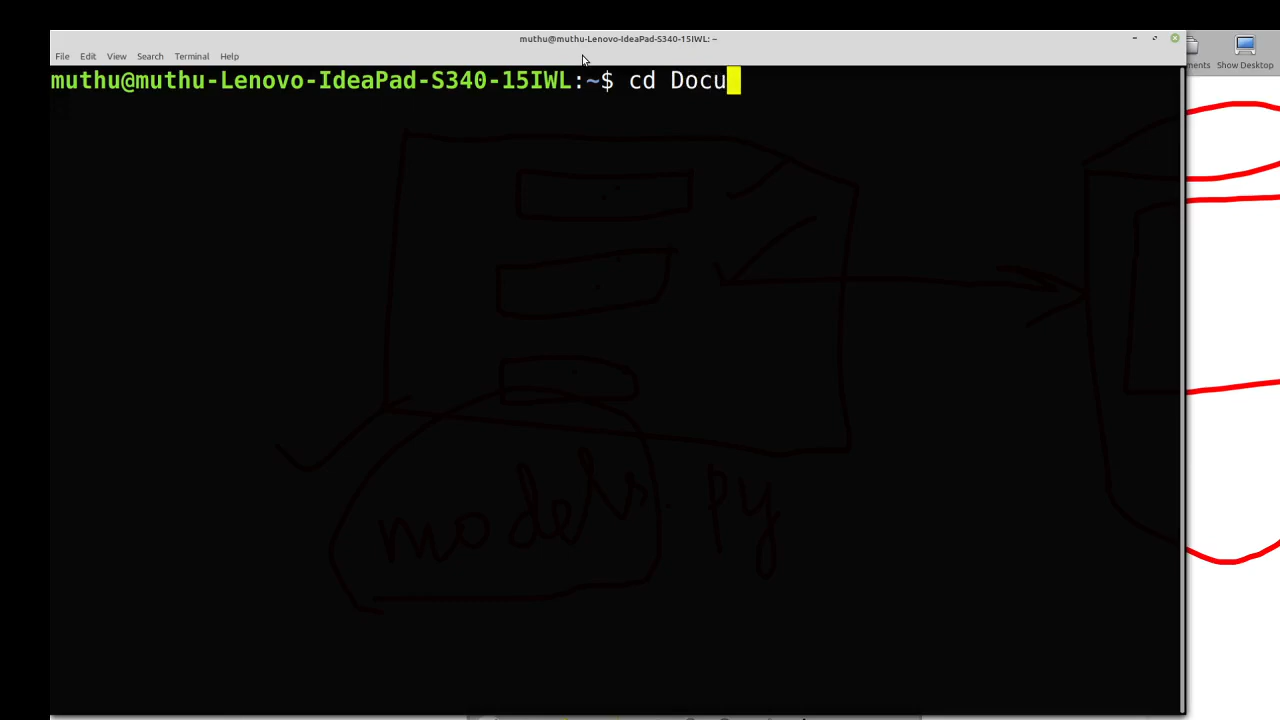 muthu@muthu-Lenovo-IdeaPad-S340-15IWL: ~
File Edit View Search Terminal Help
muthu@muthu-Lenovo-IdeaPad-S340-15IWL:~$ cd Docu
ments Show Desktop
models.py